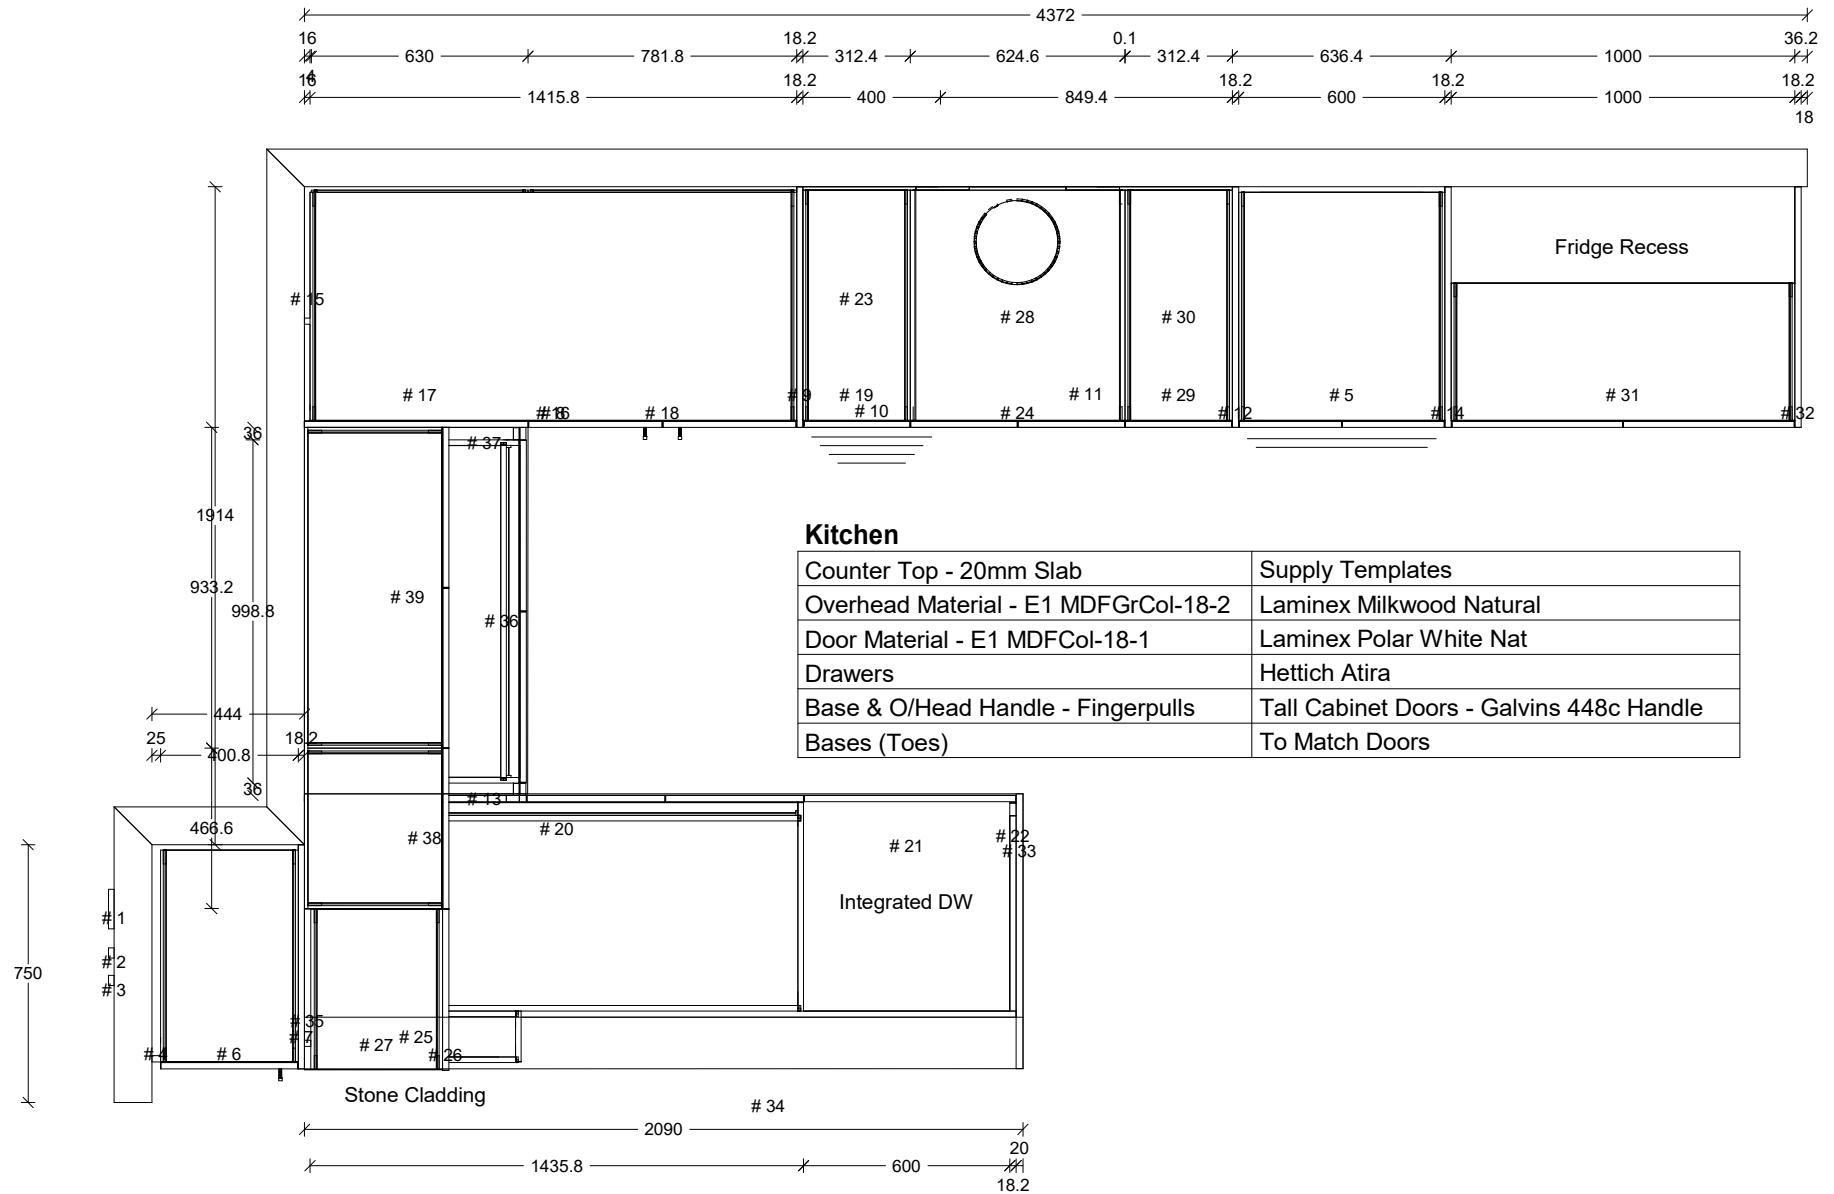 4372
16 18.2 0.1 36.2
630 781.8 312.4 624.6 312.4 636.4 1000
4
16 18.2 18.2 18.2 18.2
1415.8 400 849.4 600 1000
18
Fridge Recess
# 15 # 23
# 28 # 30
# 17 # 9 # 19 # 11 # 29 # 5 # 31
# 16 # 18 # 10 # 24 # 12 # 14 # 32
36 # 37
1914
Kitchen
Counter Top - 20mm Slab Supply Templates
Overhead Material - E1 MDFGrCol-18-2 Laminex Milkwood Natural
Door Material - E1 MDFCol-18-1 Laminex Polar White Nat
Drawers Hettich Atira
Base & O/Head Handle - Fingerpulls Tall Cabinet Doors - Galvins 448c Handle
Bases (Toes) To Match Doors
933.2 # 39
998.8 # 36
444
25 18.2
400.8
36 # 13
466.6 # 38 # 20
# 21 # 22
# 33
Integrated DW
# 1
# 2
750
# 3
# 35
# 7 # 27 # 25
# 4 # 6 # 26
Stone Cladding
# 34
2090
20
1435.8 600
18.2